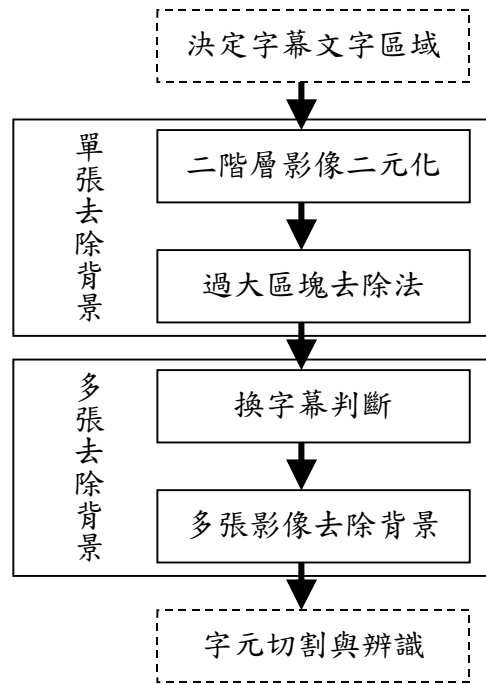 決定字幕文字區域
單張去除背景
二階層影像二元化
過大區塊去除法
多張去除背景
換字幕判斷
多張影像去除背景
字元切割與辨識